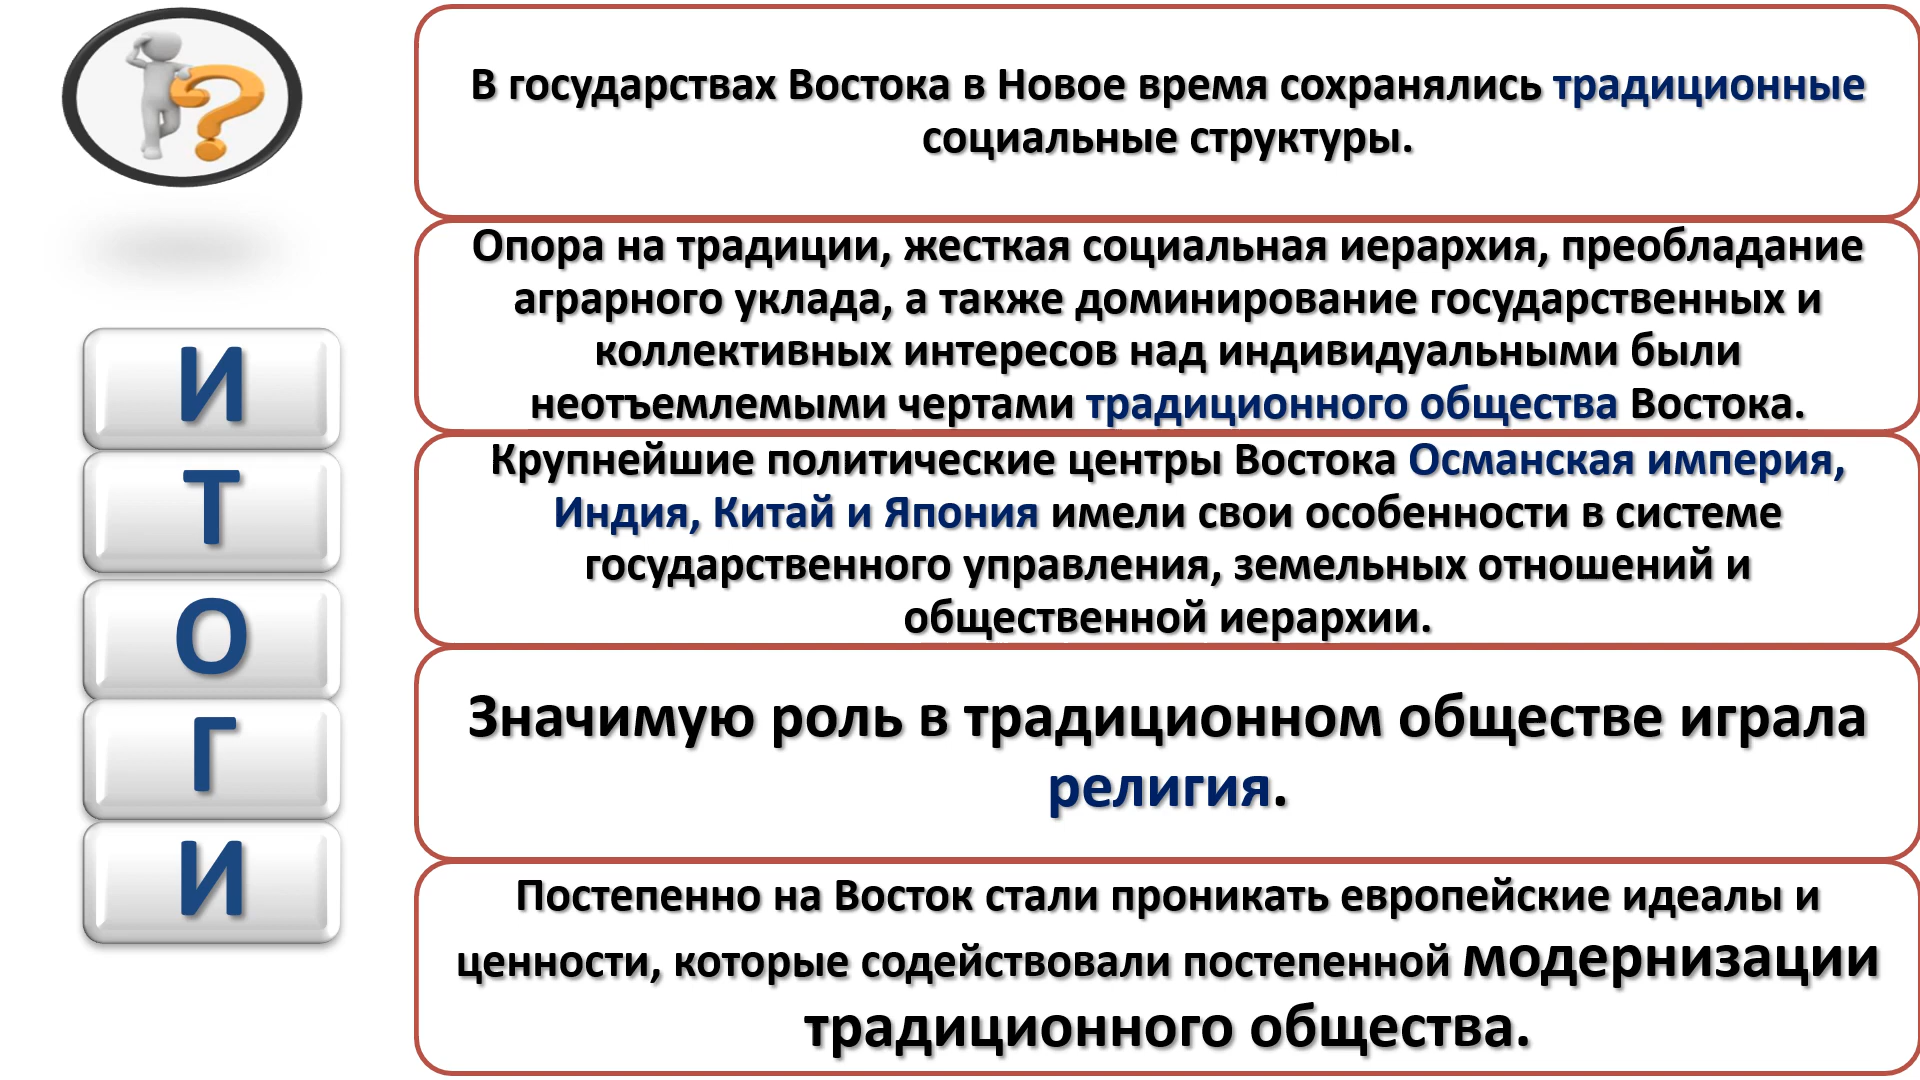 И
Т
О
Г
И
В государствах Востока в Новое время сохранялись традиционные
социальные структуры.
Опора на традиции, жесткая социальная иерархия, преобладание
аграрного уклада, а также доминирование государственных и
коллективных интересов над индивидуальными были
неотъемлемыми чертами традиционного общества Востока.
Крупнейшие политические центры Востока Османская империя,
Индия, Китай и Япония имели свои особенности в системе
государственного управления, земельных отношений и
общественной иерархии.
Значимую роль в традиционном обществе играла
религия.
Постепенно на Восток стали проникать европейские идеалы и
ценности, которые содействовали постепенной модернизации
традиционного общества.